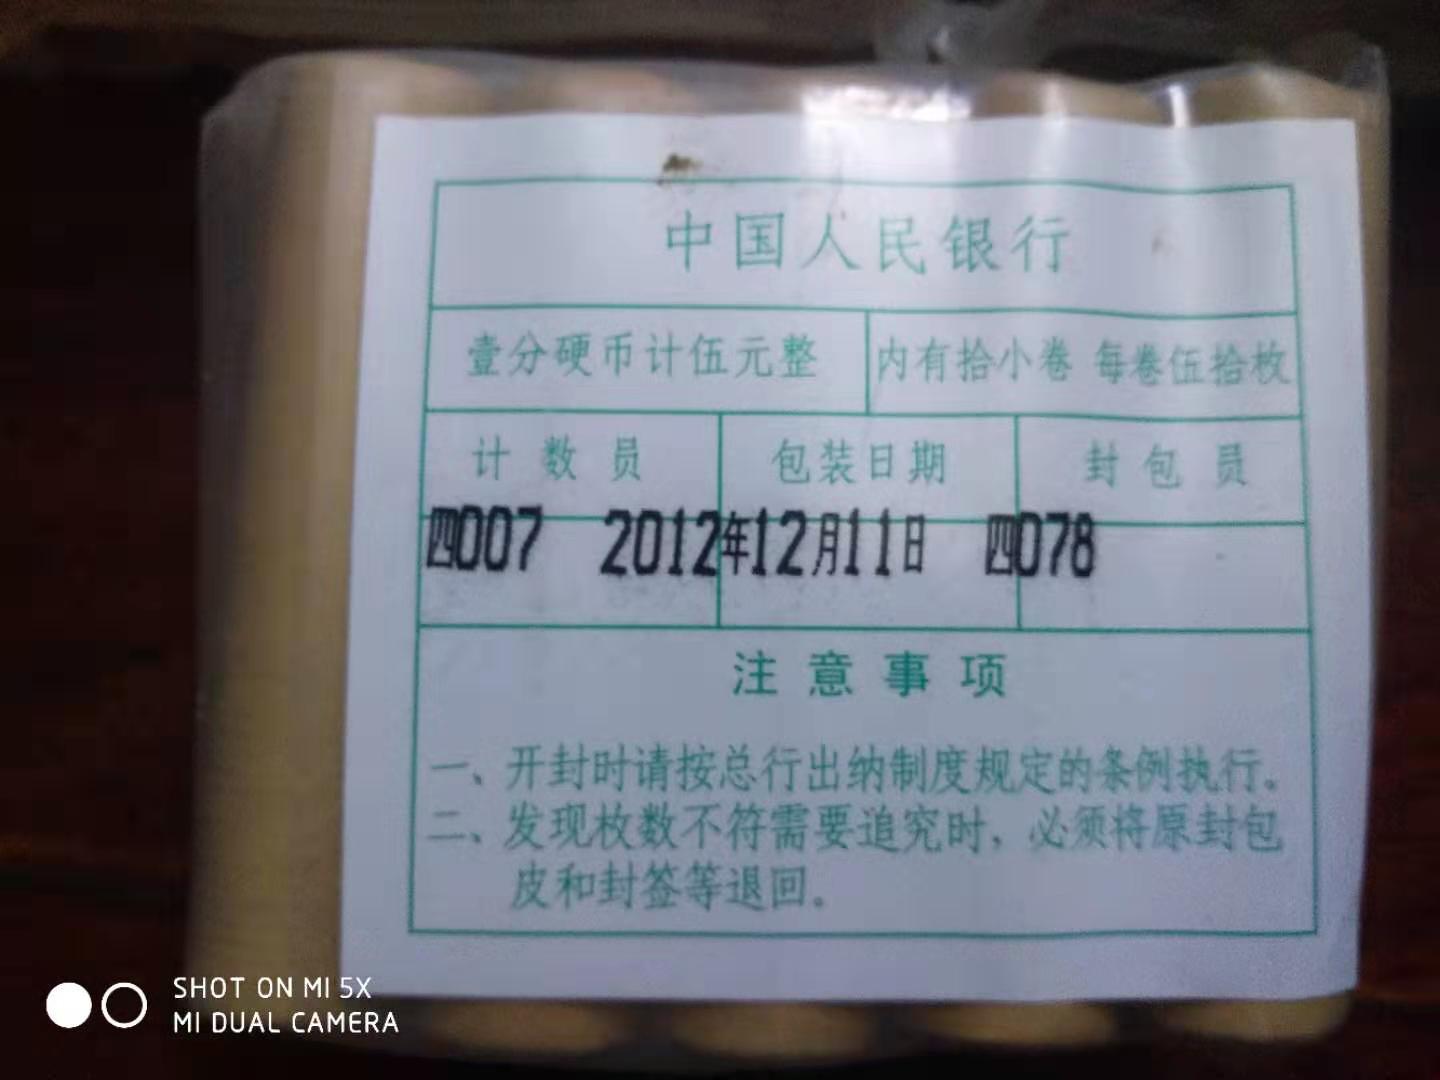 中国人民银行
壹分硬币计伍元整 内有拾小卷 每卷伍拾枚
计数员 包装日期 封包员
四007 2012年12月11日 四078
注意事项
一、开封时请按总行出纳制度规定的条例执行。
二、发现枚数不符需要追究时，必须将原封包
皮和封签等退回。
SHOT ON MI 5X
MI DUAL CAMERA